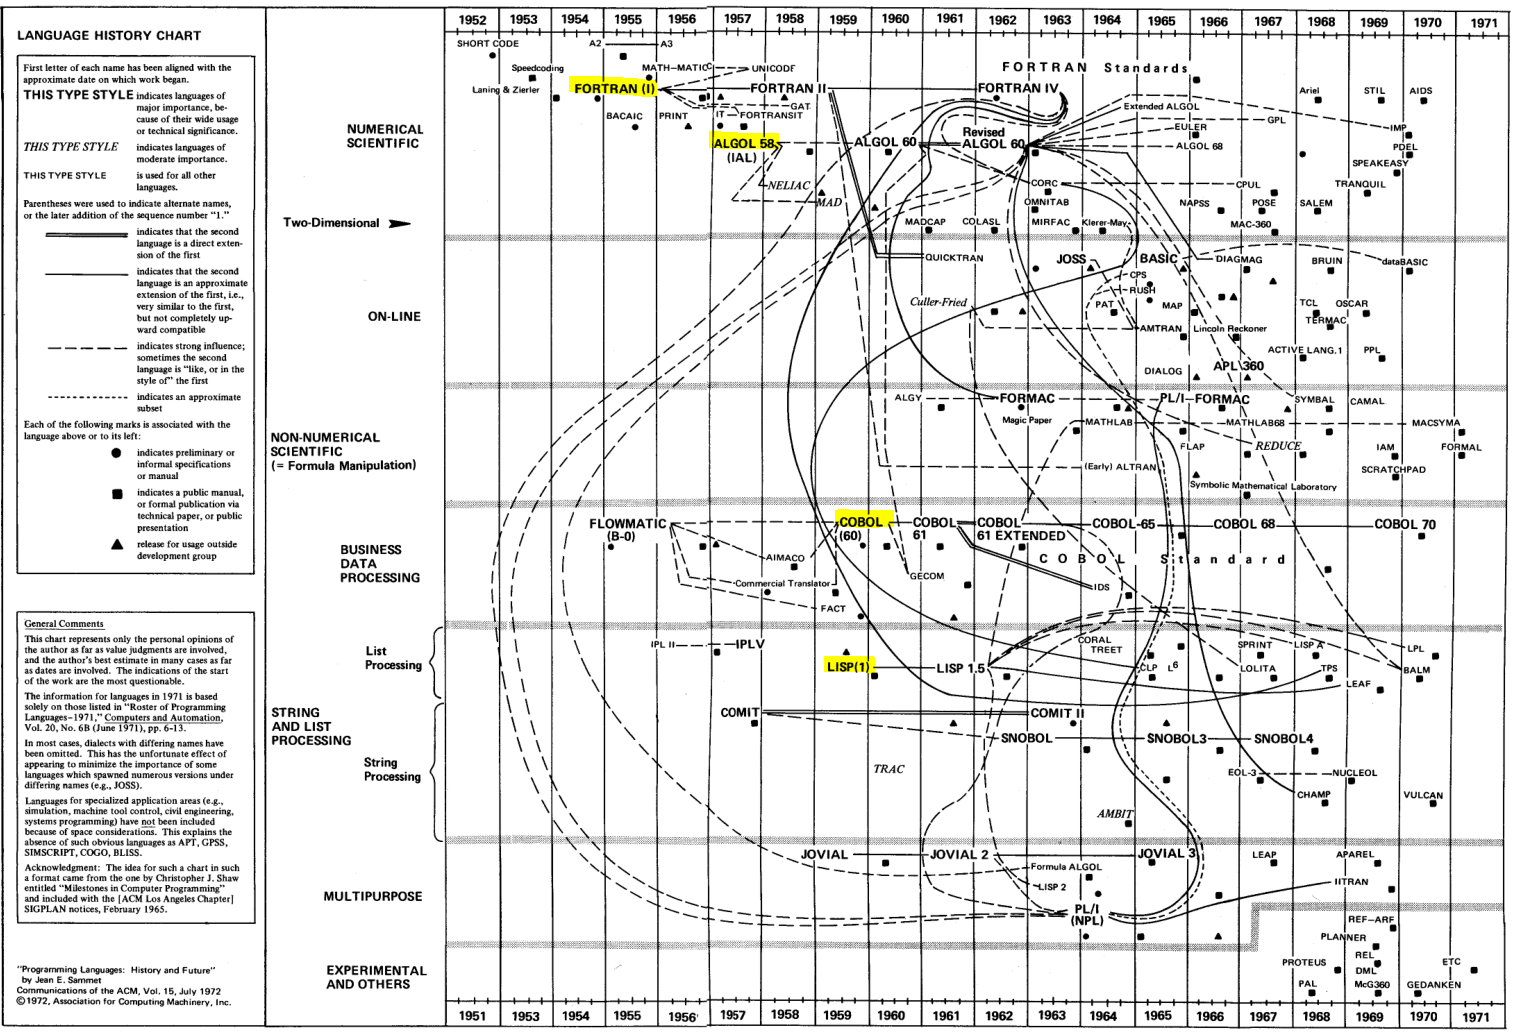 1952 1953 1954 1955 1956 1957 1958 1959 1960 1961 1962 1963 1964 1965 1966 1967 1968 1969 1970 1971
LANGUAGE HISTORY CHART
First letter of each name has been aligned with the
approximate date on which work began.
THIS TYPE STYLE indicates languages of
major importance, be-
cause of their wide usage
or technical significance.
THIS TYPE STYLE indicates languages of
moderate importance.
THIS TYPE STYLE is used for all other
languages.
Parentheses were used to indicate alternate names,
or the later addition of the sequence number "1."
indicates that the second
language is a direct exten-
sion of the first
indicates that the second
language is an approximate
extension of the first, i.e.,
very similar to the first,
but not completely up-
ward compatible
indicates strong influence;
sometimes the second
language is "like, or in the
style of" the first
indicates an approximate
subset
Each of the following marks is associated with the
language above or to its left:
indicates preliminary or
informal specifications
or manual
indicates a public manual,
or formal publication via
technical paper, or public
presentation
release for usage outside
development group
General Comments
This chart represents only the personal opinions of
the author as far as value judgments are involved,
and the author's best estimate in many cases as far
as dates are involved. The indications of the start
of the work are the most questionable.
The information for languages in 1971 is based
solely on those listed in "Roster of Programming
Languages-1971," Computers and Automation,
Vol. 20, No. 6B (June 1971), pp. 6-13.
In most cases, dialects with differing names have
been omitted. This has the unfortunate effect of
appearing to minimize the importance of some
languages which spawned numerous versions under
differing names (e.g., JOSS).
Languages for specialized application areas (e.g.,
simulation, machine tool control, civil engineering,
systems programming) have not been included
because of space considerations. This explains the
absence of such obvious languages as APT, GPSS,
SIMSCRIPT, COGO, BLISS.
Acknowledgment: The idea for such a chart in such
a format came from the one by Christopher J. Shaw
entitled "Milestones in Computer Programming"
and included with the [ACM Los Angeles Chapter]
SIGPLAN notices, February 1965.
"Programming Languages: History and Future"
by Jean E. Sammet
Communications of the ACM, Vol. 15, July 1972
©1972, Association for Computing Machinery, Inc.
NUMERICAL
SCIENTIFIC
SHORT CODE A2 A3
Speedcoding MATH-MATIC UNICODE FORTRAN Standards
Laning & Zierler FORTRAN (I) FORTRAN II FORTRAN IV Ariel STIL AIDS
GAT Extended ALGOL
BACAIC PRINT IT FORTRANSIT GPL
EULER IMP
ALGOL 58 ALGOL 60 Revised
ALGOL 60 ALGOL 68 PDEL
(IAL) SPEAKEASY
NELIAC CORC CPUL TRANQUIL
MAD OMNITAB NAPSS POSE SALEM
Two-Dimensional MADCAP COLASL MIRFAC Klerer-May MAC-360
ON-LINE
QUICKTRAN JOSS BASIC DIAGMAG BRUIN dataBASIC
CPS
RUSH
Culler-Fried PAT MAP TCL OSCAR
AMTRAN Lincoln Reckoner TERMAC
ACTIVE LANG.1 PPL
DIALOG APL 360
NON-NUMERICAL
SCIENTIFIC
(= Formula Manipulation)
ALGY FORMAC PL/I-FORMAC SYMBAL CAMAL
Magic Paper MATHLAB MATHLAB68 MACSYMA
FLAP REDUCE IAM FORMAL
(Early) ALTRAN SCRATCHPAD
Symbolic Mathematical Laboratory
BUSINESS
DATA
PROCESSING
FLOWMATIC COBOL COBOL COBOL COBOL-65 COBOL 68 COBOL 70
(B-0) (60) 61 61 EXTENDED
AIMACO COBOL Standard
GECOM
Commercial Translator IDS
FACT
STRING
AND LIST
PROCESSING
List
Processing
IPL II IPLV CORAL
TREET SPRINT LISP A LPL
LISP(1) LISP 1.5 CLP L6 LOLITA TPS BALM
LEAF
String
Processing
COMIT COMIT II
SNOBOL SNOBOL3 SNOBOL4
TRAC EOL-3 NUCLEOL
CHAMP VULCAN
AMBIT
MULTIPURPOSE
JOVIAL JOVIAL 2 JOVIAL 3 LEAP APAREL
Formula ALGOL
LISP 2 IITRAN
PL/I
(NPL)
EXPERIMENTAL
AND OTHERS
REF-ARF
PLANNER
REL
PROTEUS DML ETC
PAL McG360 GEDANKEN
1951 1953 1954 1955 1956 1957 1958 1959 1960 1961 1962 1963 1964 1965 1966 1967 1968 1969 1970 1971